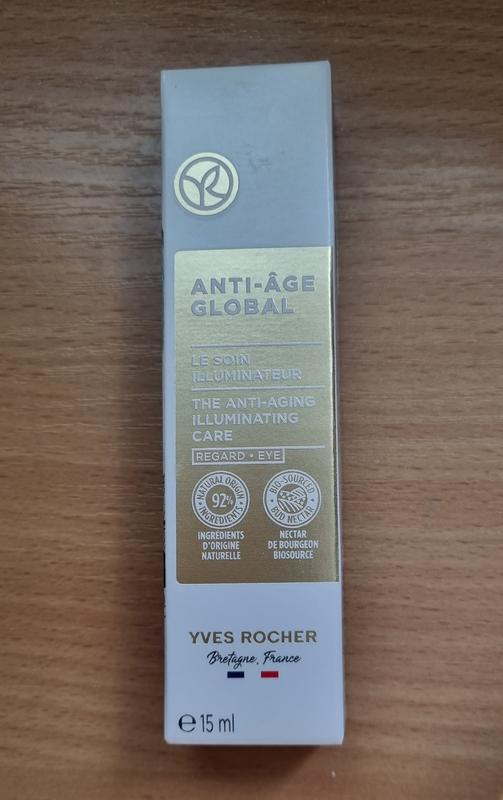 ANTI-ÂGE
GLOBAL
LE SOIN
ILLUMINATEUR
THE ANTI-AGING
ILLUMINATING
CARE
REGARD • EYE
NATURAL ORIGIN
92%
INGREDIENTS
INGRÉDIENTS
D'ORIGINE
NATURELLE
BIO-SOURCED
BUD NECTAR
NECTAR
DE BOURGEON
BIOSOURCE
YVES ROCHER
Bretagne, France
℮ 15 ml